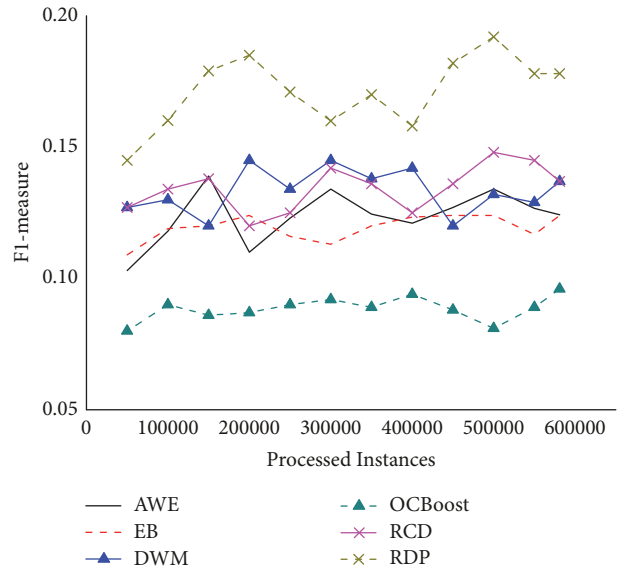 0.20
0.15
0.10
0.05
F1-measure
0 100000 200000 300000 400000 500000 600000
Processed Instances
AWE OCBoost
EB RCD
DWM RDP